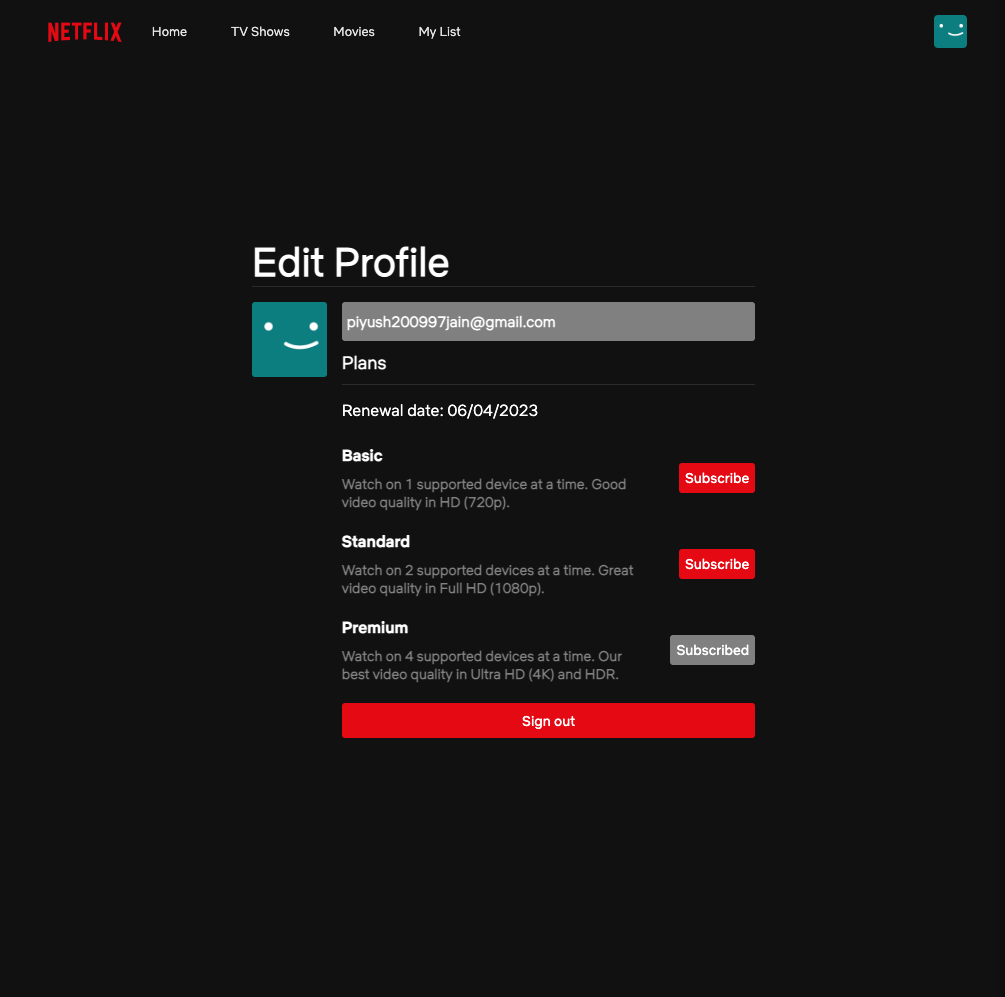 NETFLIX Home TV Shows Movies My List
Edit Profile
piyush200997jain@gmail.com
Plans
Renewal date: 06/04/2023
Basic
Watch on 1 supported device at a time. Good
video quality in HD (720p).
Subscribe
Standard
Watch on 2 supported devices at a time. Great
video quality in Full HD (1080p).
Subscribe
Premium
Watch on 4 supported devices at a time. Our
best video quality in Ultra HD (4K) and HDR.
Subscribed
Sign out